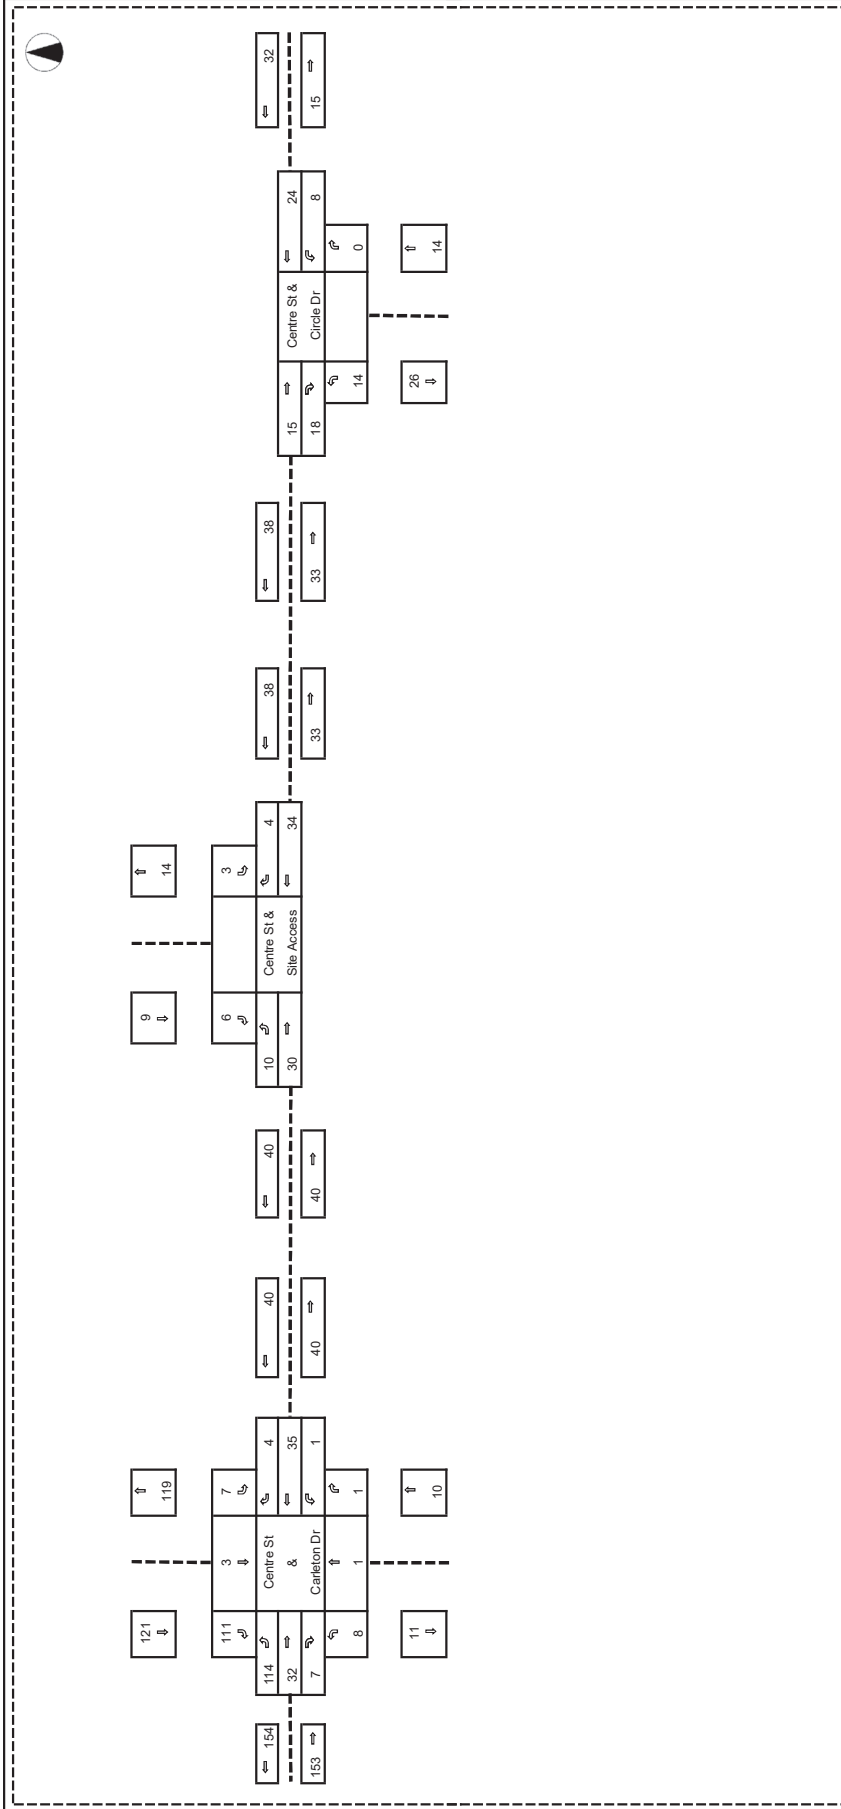 121 9
119 14
111 3 7 6 3
154 114 Centre St 4 40 40 10 Centre St & 4 38 38 32
32 & 35 30 Site Access 34 15 Centre St & 24
153 7 Carleton Dr 1 40 40 33 33 18 Circle Dr 8 15
8 1 1 14 0
11 26
10 14